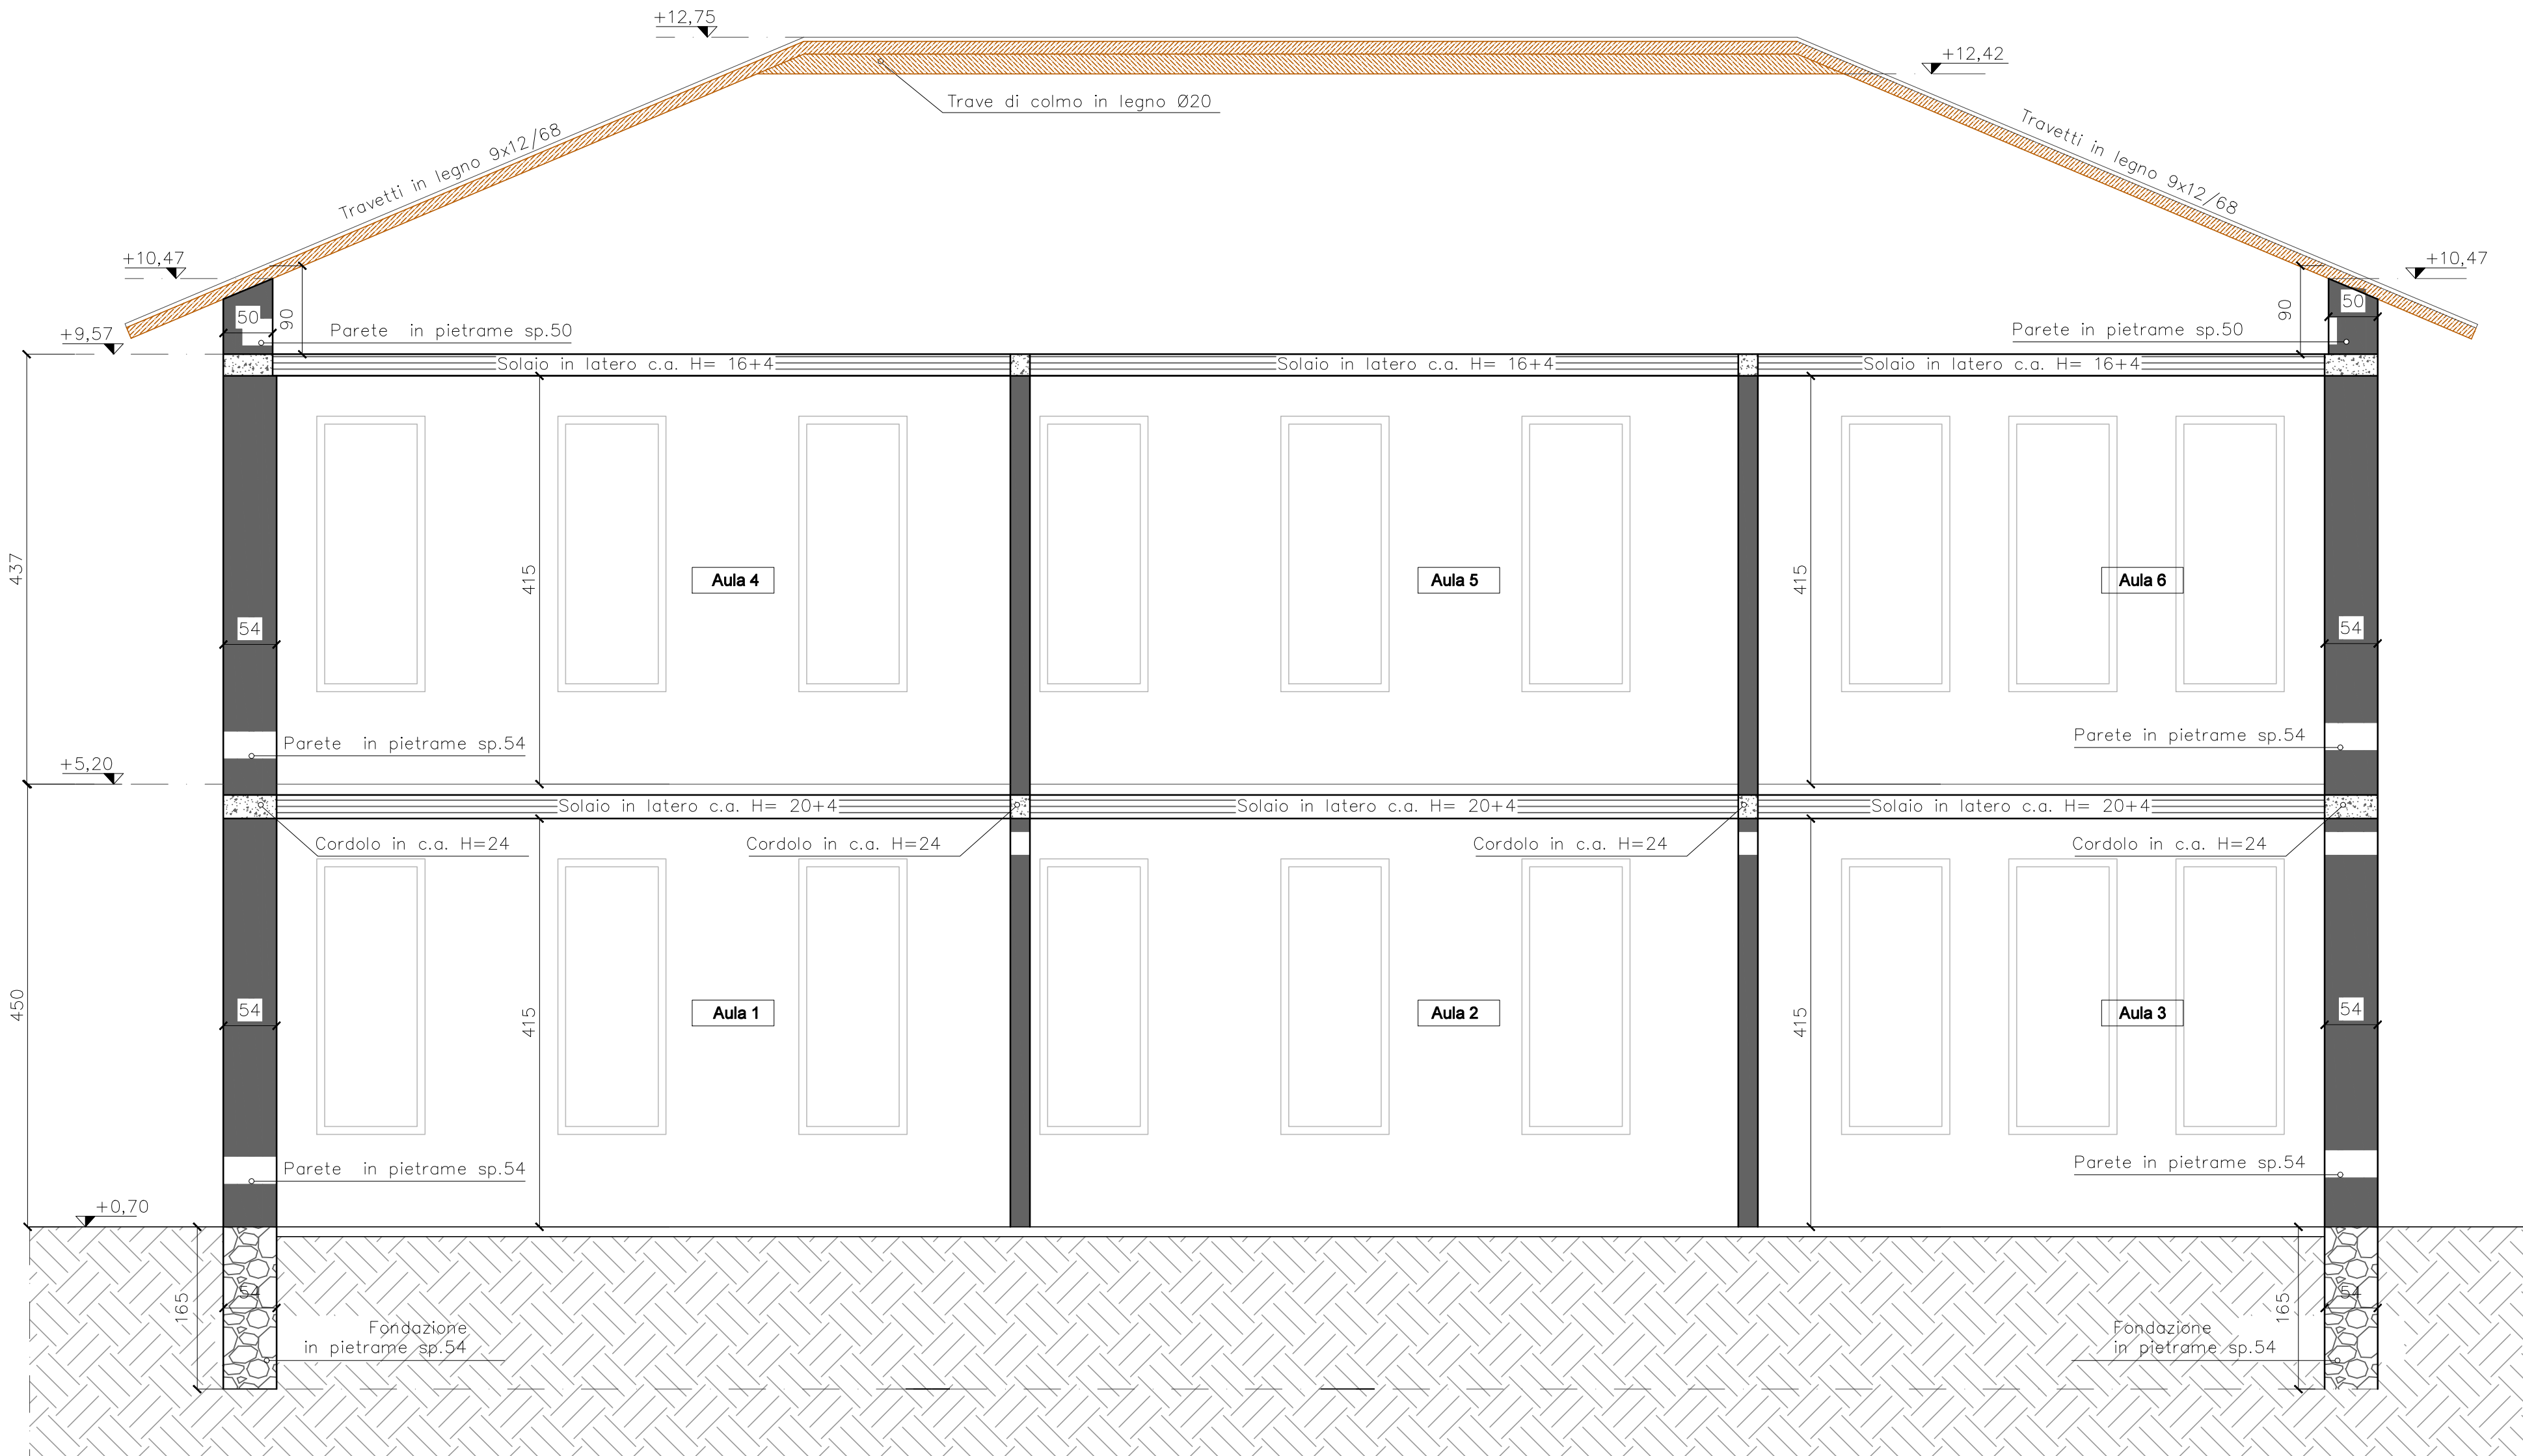 +12,75
+12,42
Trave di colmo in legno Ø20
Travetti in legno 9x12/68
Travetti in legno 9x12/68
+10,47
+10,47
50
90
90
50
+9,57
Parete in pietrame sp.50
Parete in pietrame sp.50
Solaio in latero c.a. H= 16+4
Solaio in latero c.a. H= 16+4
Solaio in latero c.a. H= 16+4
437
415
415
Aula 4
Aula 5
Aula 6
54
54
Parete in pietrame sp.54
Parete in pietrame sp.54
+5,20
Solaio in latero c.a. H= 20+4
Solaio in latero c.a. H= 20+4
Solaio in latero c.a. H= 20+4
Cordolo in c.a. H=24
Cordolo in c.a. H=24
Cordolo in c.a. H=24
Cordolo in c.a. H=24
450
54
415
Aula 1
Aula 2
415
Aula 3
54
Parete in pietrame sp.54
Parete in pietrame sp.54
+0,70
165
54
165
54
Fondazione
in pietrame sp.54
Fondazione
in pietrame sp.54